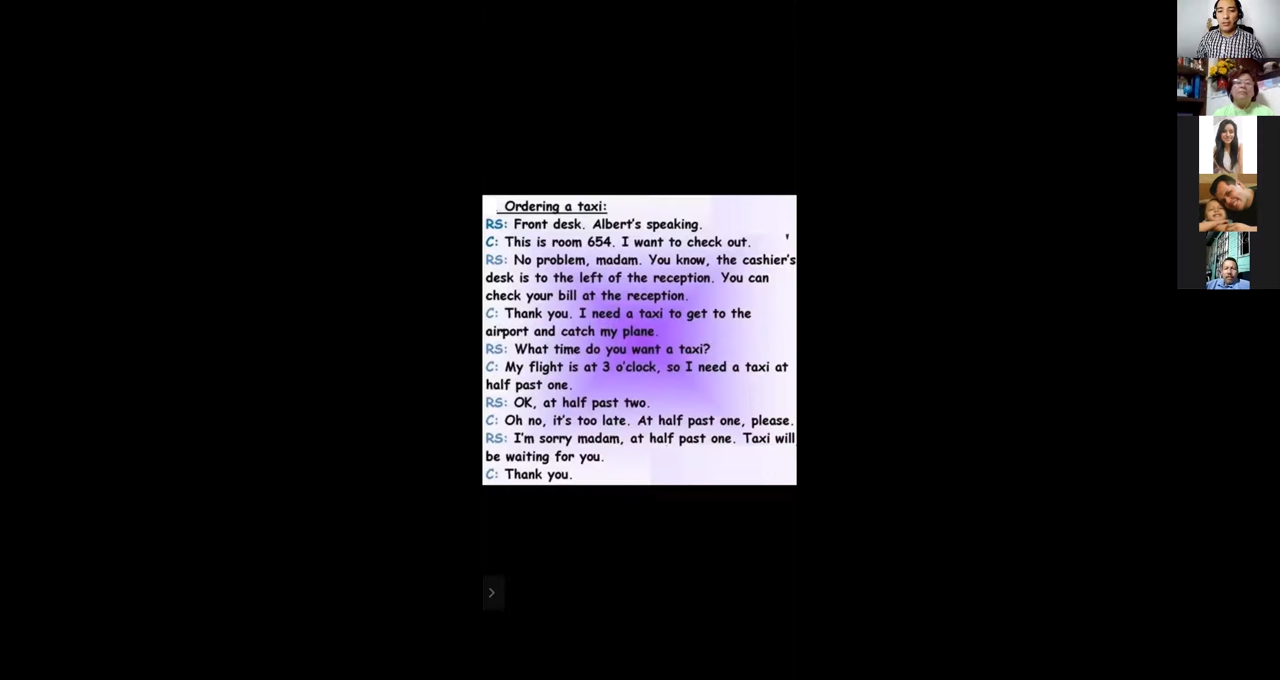 Ordering a taxi:
RS: Front desk. Albert's speaking.
C: This is room 654. I want to check out.
RS: No problem, madam. You know, the cashier's
desk is to the left of the reception. You can
check your bill at the reception.
C: Thank you. I need a taxi to get to the
airport and catch my plane.
RS: What time do you want a taxi?
C: My flight is at 3 o'clock, so I need a taxi at
half past one.
RS: OK, at half past two.
C: Oh no, it's too late. At half past one, please.
RS: I'm sorry madam, at half past one. Taxi will
be waiting for you.
C: Thank you.